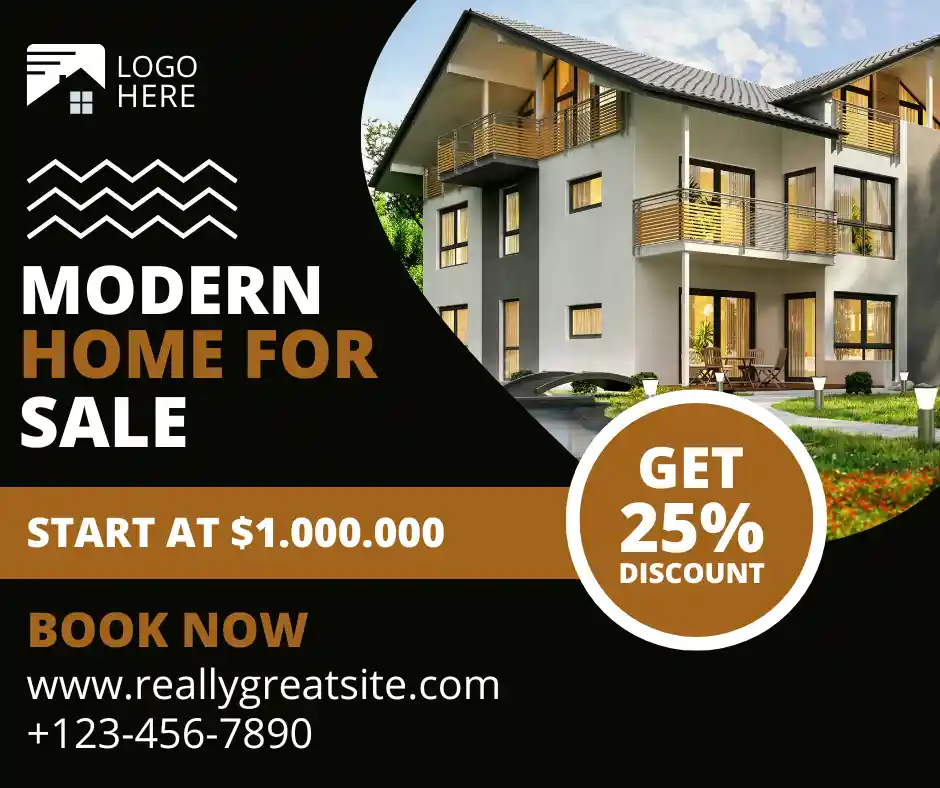 LOGO
HERE
MODERN
HOME FOR
SALE
START AT $1.000.000
GET
25%
DISCOUNT
BOOK NOW
www.reallygreatsite.com
+123-456-7890